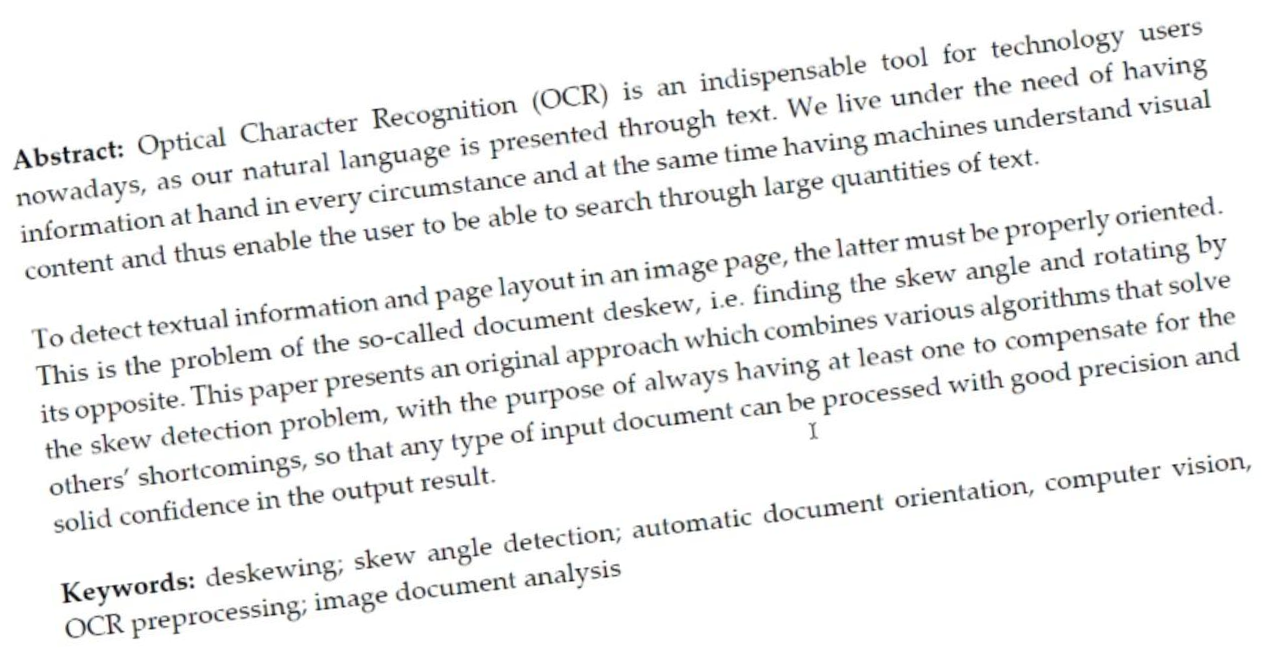 Abstract: Optical Character Recognition (OCR) is an indispensable tool for technology users
nowadays, as our natural language is presented through text. We live under the need of having
information at hand in every circumstance and at the same time having machines understand visual
content and thus enable the user to be able to search through large quantities of text.
To detect textual information and page layout in an image page, the latter must be properly oriented.
This is the problem of the so-called document deskew, i.e. finding the skew angle and rotating by
its opposite. This paper presents an original approach which combines various algorithms that solve
the skew detection problem, with the purpose of always having at least one to compensate for the
others’ shortcomings, so that any type of input document can be processed with good precision and
solid confidence in the output result.
Keywords: deskewing; skew angle detection; automatic document orientation, computer vision,
OCR preprocessing; image document analysis